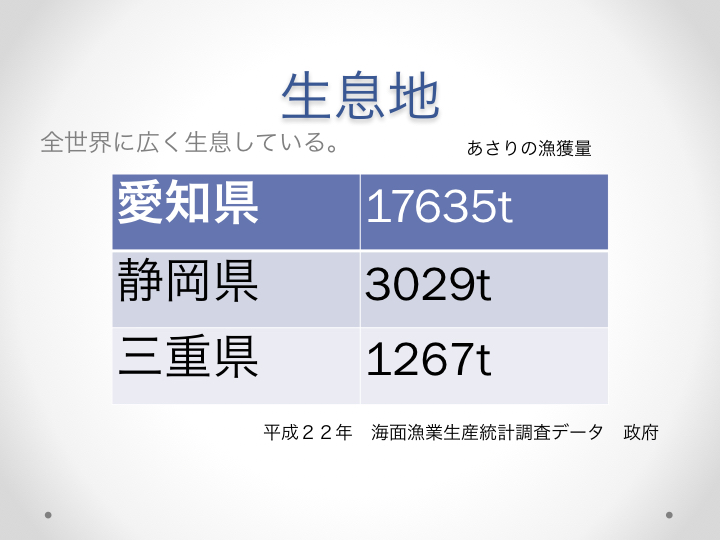 生息地
全世界に広く生息している。
あさりの漁獲量
愛知県 17635t
静岡県 3029t
三重県 1267t
平成２２年　海面漁業生産統計調査データ　政府